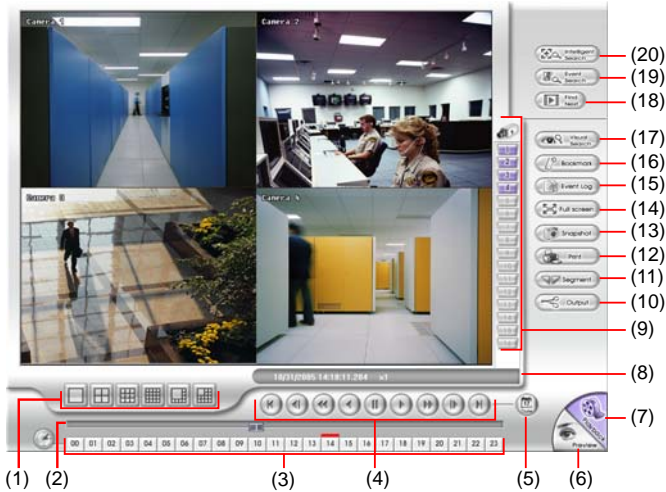 Camera 1
Camera 2
Camera 3
Camera 4
Intelligent Search (20)
Event Search (19)
Find Next (18)
Visual Search (17)
Bookmark (16)
Event Log (15)
Full screen (14)
Snapshot (13)
Print (12)
Segment (11)
Output (10)
1
2
3
4
(9)
10/31/2005 14:18:11.284 x1
(8)
Playback
(7)
00 01 02 03 04 05 06 07 08 09 10 11 12 13 14 15 16 17 18 19 20 21 22 23
Preview
(1) (2) (3) (4) (5) (6)